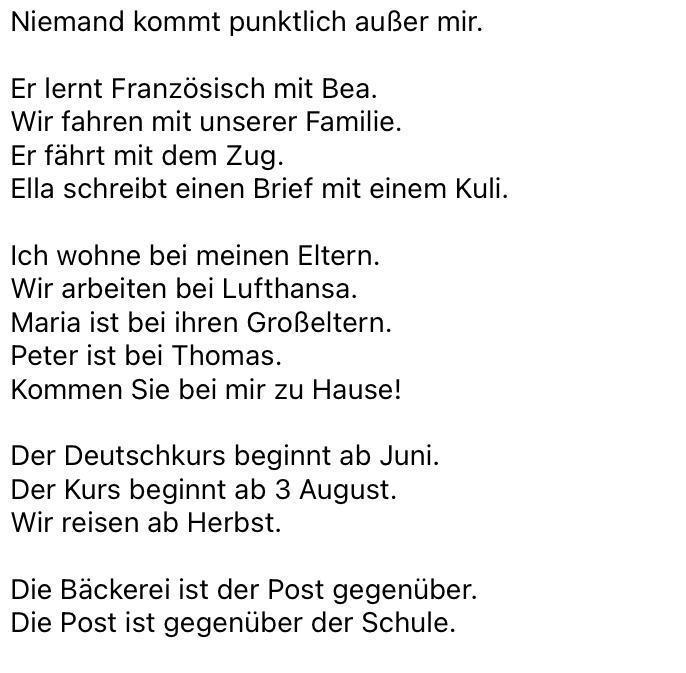 Niemand kommt punktlich außer mir.
Er lernt Französisch mit Bea.
Wir fahren mit unserer Familie.
Er fährt mit dem Zug.
Ella schreibt einen Brief mit einem Kuli.
Ich wohne bei meinen Eltern.
Wir arbeiten bei Lufthansa.
Maria ist bei ihren Großeltern.
Peter ist bei Thomas.
Kommen Sie bei mir zu Hause!
Der Deutschkurs beginnt ab Juni.
Der Kurs beginnt ab 3 August.
Wir reisen ab Herbst.
Die Bäckerei ist der Post gegenüber.
Die Post ist gegenüber der Schule.